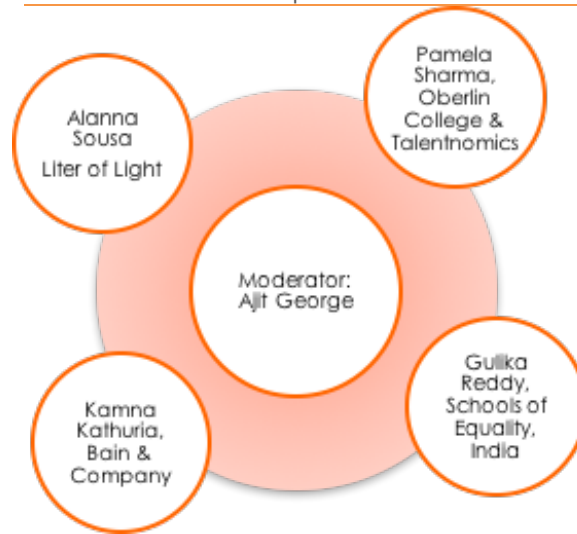 Alanna
Sousa
Liter of Light
Pamela
Sharma,
Oberlin
College &
Talentnomics
Moderator:
Ajit George
Kamna
Kathuria,
Bain &
Company
Gulika
Reddy,
Schools of
Equality,
India